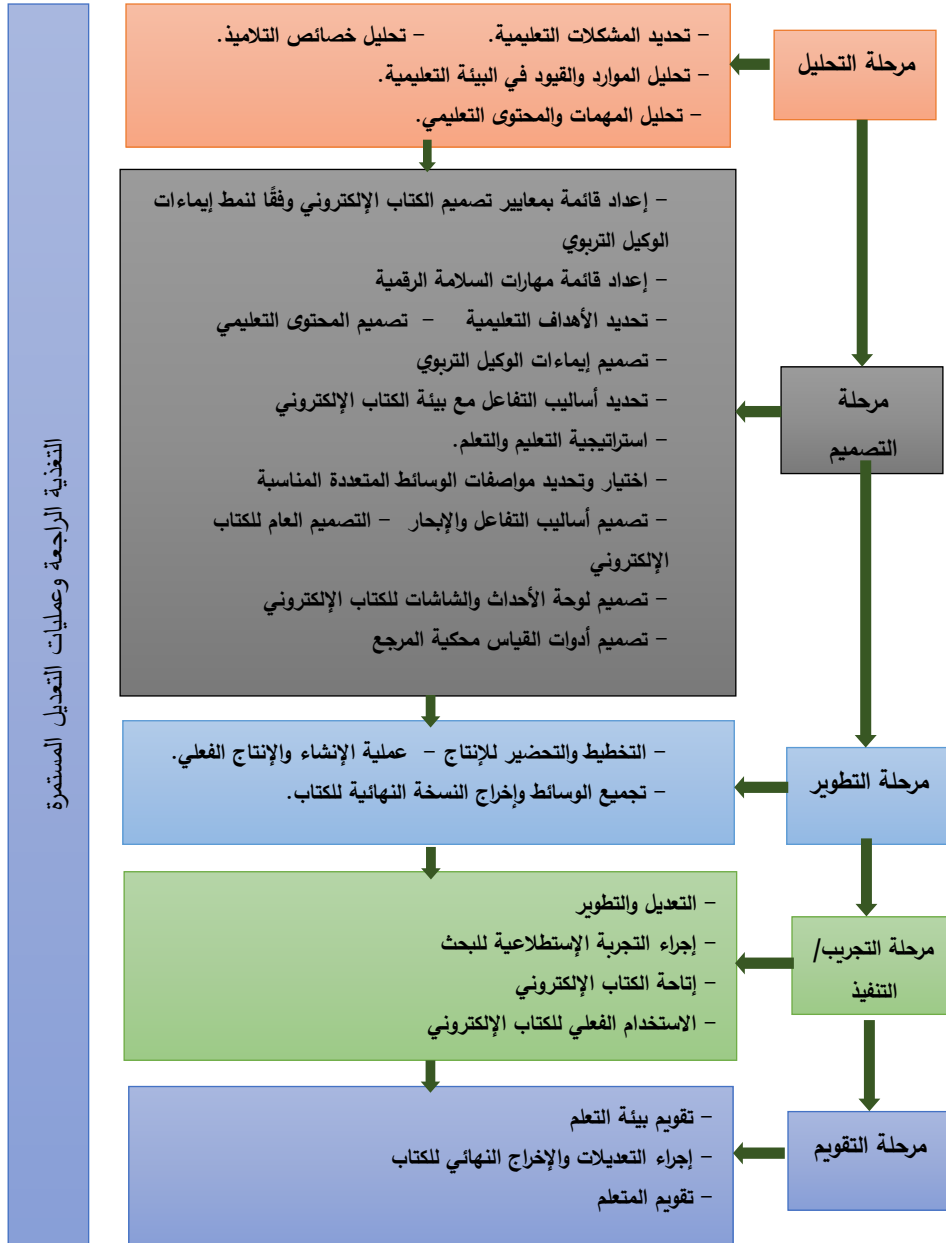 مرحلة التحليل
– تحديد المشكلات التعليمية. – تحليل خصائص التلاميذ.
– تحليل الموارد والقيود في البيئة التعليمية.
– تحليل المهمات والمحتوى التعليمي.
مرحلة
التصميم
– إعداد قائمة بمعايير تصميم الكتاب الإلكتروني وفقًا لنمط إيماءات
الوكيل التربوي
– إعداد قائمة مهارات السلامة الرقمية
– تحديد الأهداف التعليمية – تصميم المحتوى التعليمي
– تصميم إيماءات الوكيل التربوي
– تحديد أساليب التفاعل مع بيئة الكتاب الإلكتروني
– استراتيجية التعليم والتعلم.
– اختيار وتحديد مواصفات الوسائط المتعددة المناسبة
– تصميم أساليب التفاعل والإبحار – التصميم العام للكتاب
الإلكتروني
– تصميم لوحة الأحداث والشاشات للكتاب الإلكتروني
– تصميم أدوات القياس محكية المرجع
مرحلة التطوير
– التخطيط والتحضير للإنتاج – عملية الإنشاء والإنتاج الفعلي.
– تجميع الوسائط وإخراج النسخة النهائية للكتاب.
مرحلة التجريب/
التنفيذ
– التعديل والتطوير
– إجراء التجربة الإستطلاعية للبحث
– إتاحة الكتاب الإلكتروني
– الاستخدام الفعلي للكتاب الإلكتروني
مرحلة التقويم
– تقويم بيئة التعلم
– إجراء التعديلات والإخراج النهائي للكتاب
– تقويم المتعلم
التغذية الراجعة وعمليات التعديل المستمرة